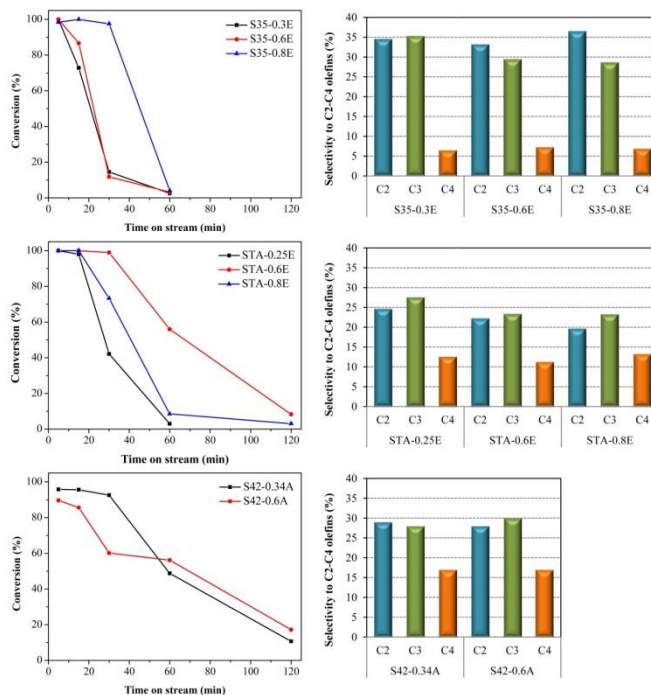 Conversion (%)
100
80
60
40
20
0
S35-0.3E
S35-0.6E
S35-0.8E
0 20 40 60 80 100 120
Time on stream (min)
Selectivity to C2-C4 olefins (%)
40
35
30
25
20
15
10
5
0
C2 C3 C4 C2 C3 C4 C2 C3 C4
S35-0.3E S35-0.6E S35-0.8E
Conversion (%)
100
80
60
40
20
0
STA-0.25E
STA-0.6E
STA-0.8E
0 20 40 60 80 100 120
Time on stream (min)
Selectivity to C2-C4 olefins (%)
40
35
30
25
20
15
10
5
0
C2 C3 C4 C2 C3 C4 C2 C3 C4
STA-0.25E STA-0.6E STA-0.8E
Conversion (%)
100
80
60
40
20
0
S42-0.34A
S42-0.6A
0 20 40 60 80 100 120
Time on stream (min)
Selectivity to C2-C4 olefins (%)
40
35
30
25
20
15
10
5
0
C2 C3 C4 C2 C3 C4
S42-0.34A S42-0.6A